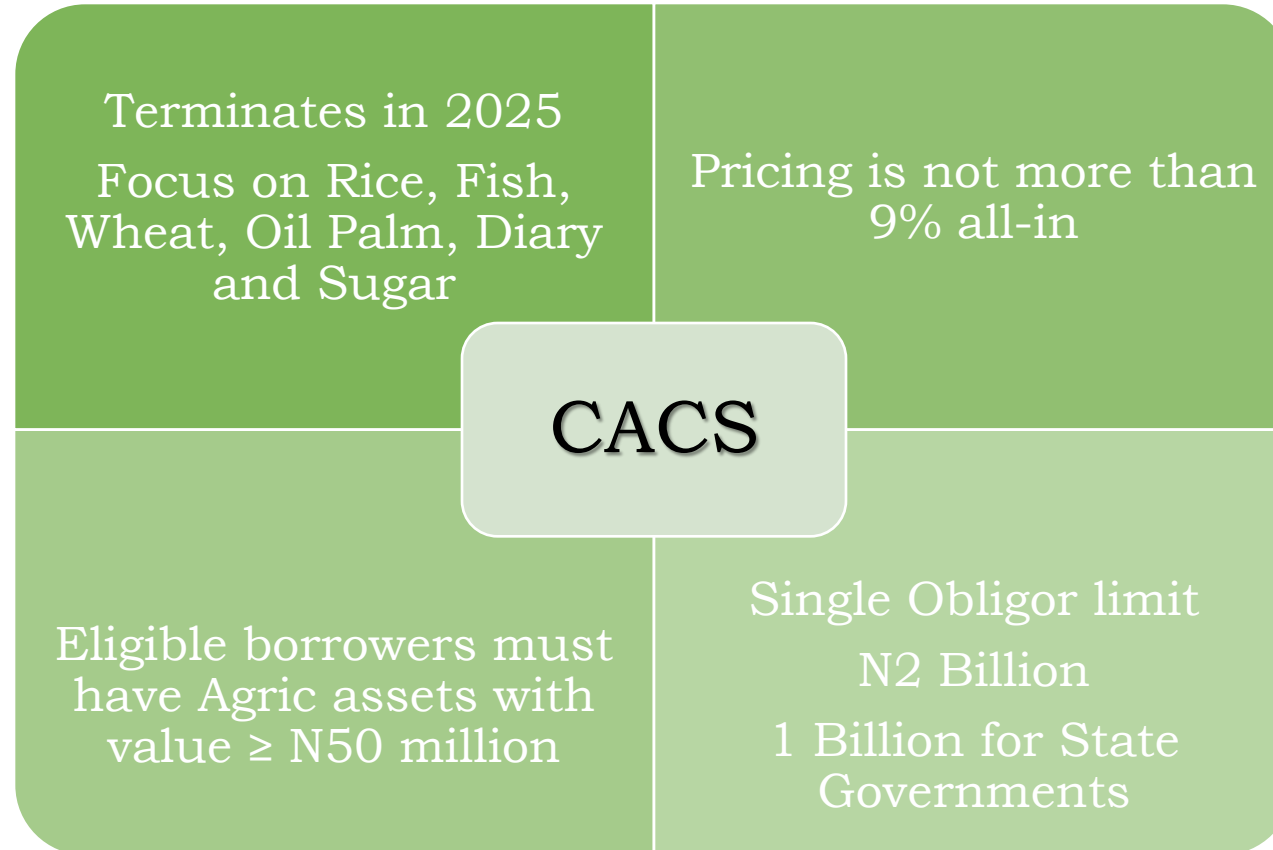 Terminates in 2025
Focus on Rice, Fish,
Wheat, Oil Palm, Diary
and Sugar
Pricing is not more than
9% all-in
CACS
Eligible borrowers must
have Agric assets with
value ≥ N50 million
Single Obligor limit
N2 Billion
1 Billion for State
Governments